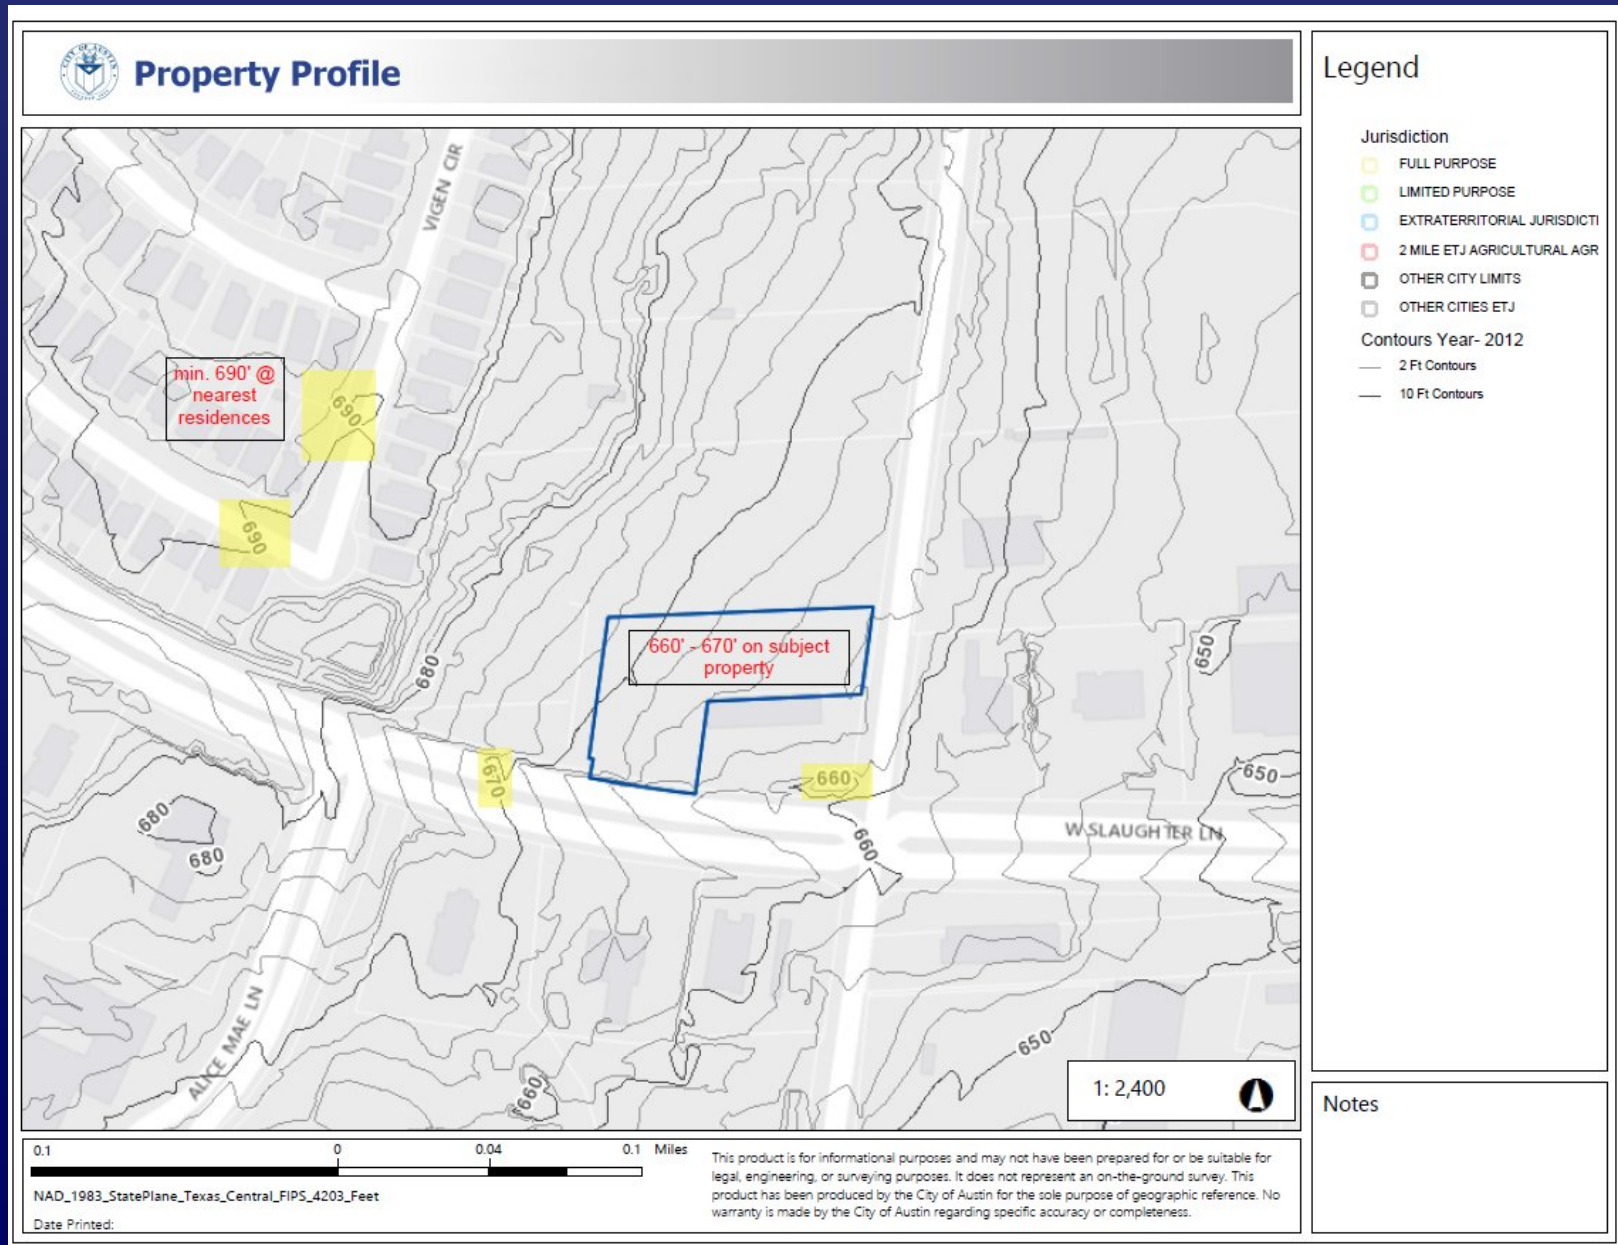 CITY OF AUSTIN
Property Profile
VIGEN CIR
min. 690' @
nearest
residences
690
690
680
660' - 670' on subject
property
650
670
660
650
680
680
660
W SLAUGHTER LN
ALICE MAE LN
660
650
1: 2,400
Legend
Jurisdiction
FULL PURPOSE
LIMITED PURPOSE
EXTRATERRITORIAL JURISDICTI
2 MILE ETJ AGRICULTURAL AGR
OTHER CITY LIMITS
OTHER CITIES ETJ
Contours Year- 2012
2 Ft Contours
10 Ft Contours
Notes
0.1 0 0.04 0.1 Miles
NAD_1983_StatePlane_Texas_Central_FIPS_4203_Feet
Date Printed:
This product is for informational purposes and may not have been prepared for or be suitable for
legal, engineering, or surveying purposes. It does not represent an on-the-ground survey. This
product has been produced by the City of Austin for the sole purpose of geographic reference. No
warranty is made by the City of Austin regarding specific accuracy or completeness.